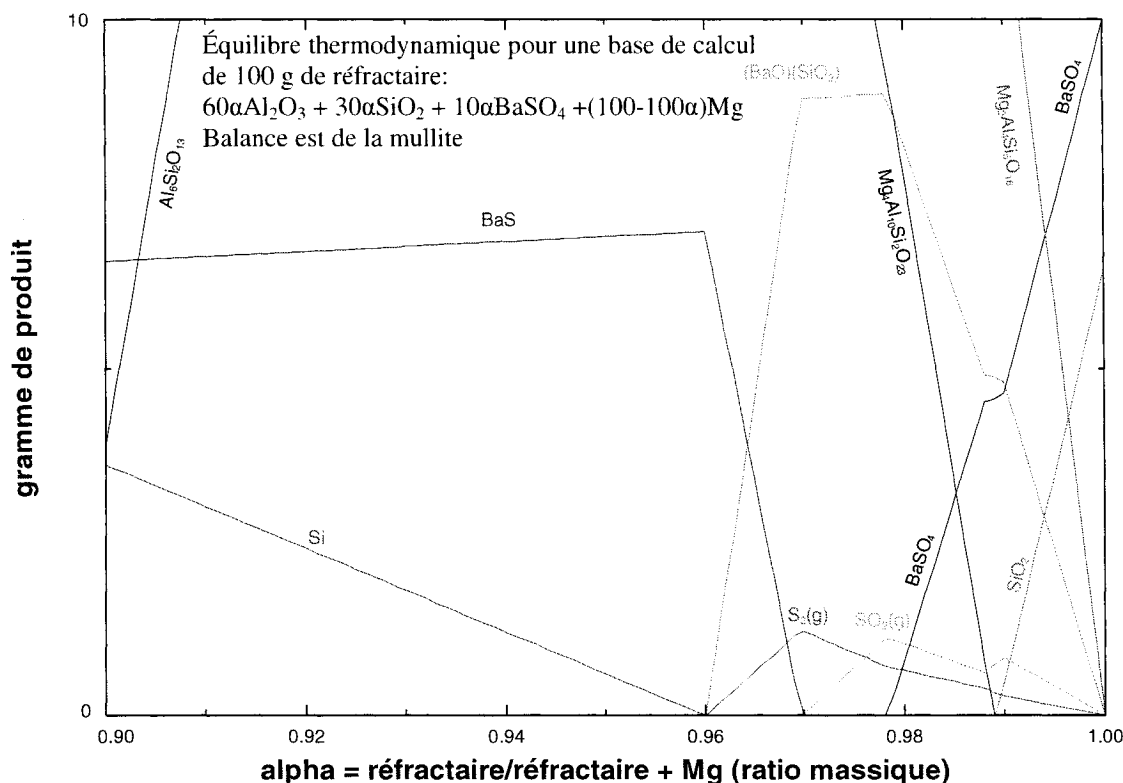 10
Équilibre thermodynamique pour une base de calcul
de 100 g de réfractaire:
60αAl₂O₃ + 30αSiO₂ + 10αBaSO₄ +(100-100α)Mg
Balance est de la mullite
(BaO)(SiO₂)
BaSO₄
Al₆Si₂O₁₃
BaS
Mg₄Al₁₀Si₂O₂₃
Si
BaSO₄
SiO₂
S₂(g)
SO₂(g)
gramme de produit
0
0.90
0.92
0.94
0.96
0.98
1.00
alpha = réfractaire/réfractaire + Mg (ratio massique)